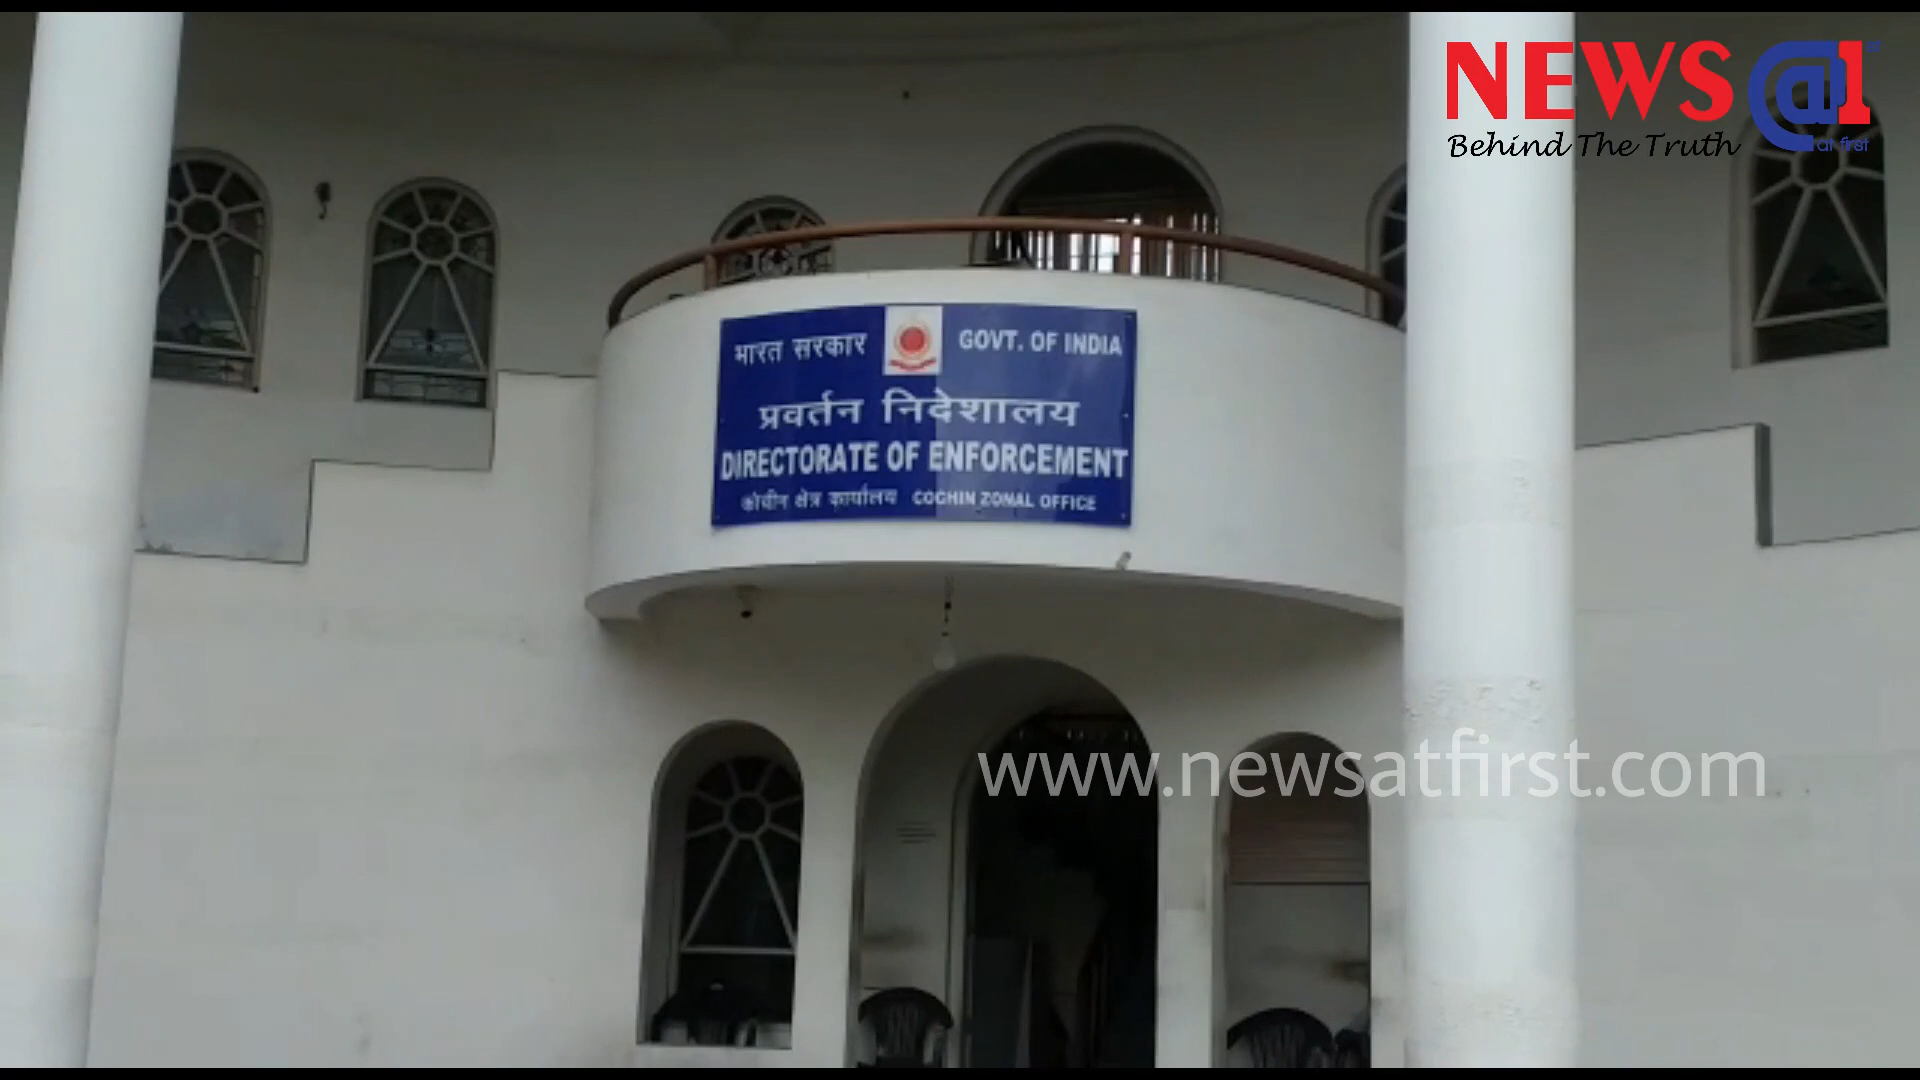 NEWS @1
Behind The Truth at first
भारत सरकार GOVT. OF INDIA
प्रवर्तन निदेशालय
DIRECTORATE OF ENFORCEMENT
कोचीन क्षेत्र कार्यालय COCHIN ZONAL OFFICE
www.newsatfirst.com